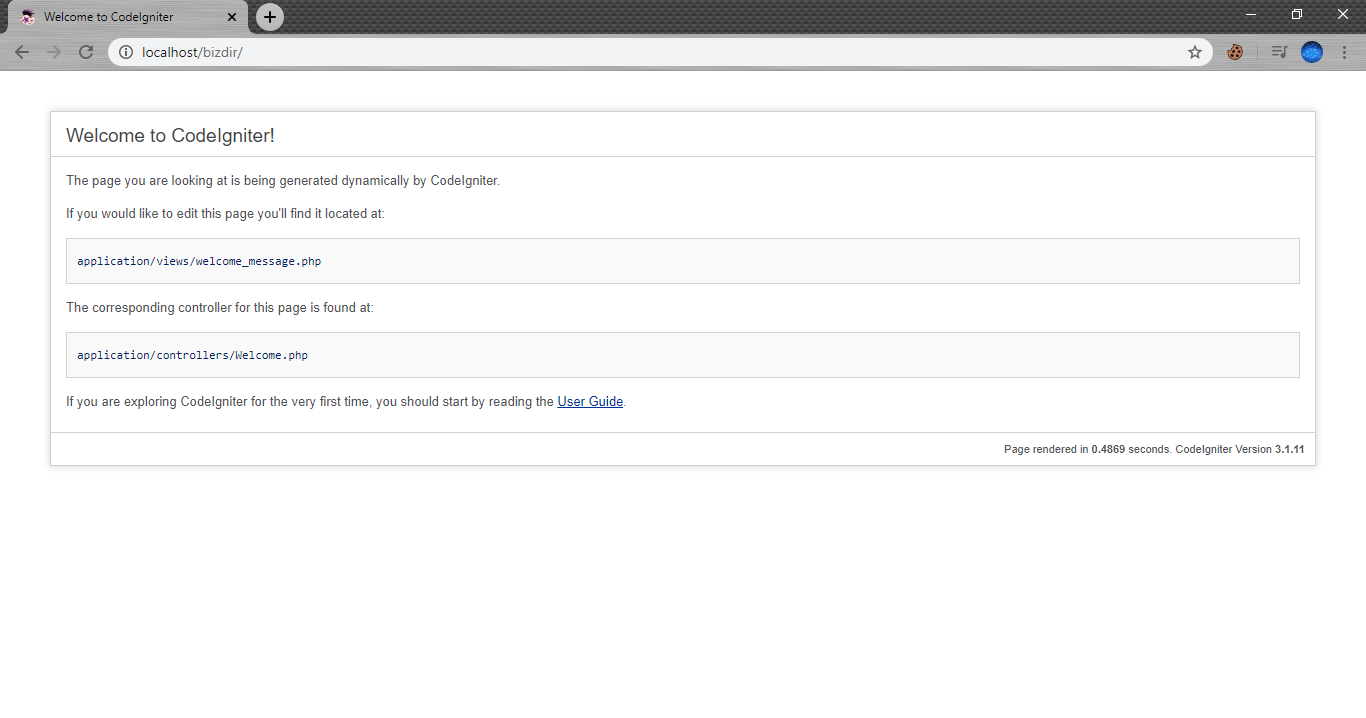 Welcome to CodeIgniter
localhost/bizdir/
Welcome to CodeIgniter!
The page you are looking at is being generated dynamically by CodeIgniter.
If you would like to edit this page you'll find it located at:
application/views/welcome_message.php
The corresponding controller for this page is found at:
application/controllers/Welcome.php
If you are exploring CodeIgniter for the very first time, you should start by reading the User Guide.
Page rendered in 0.4869 seconds. CodeIgniter Version 3.1.11